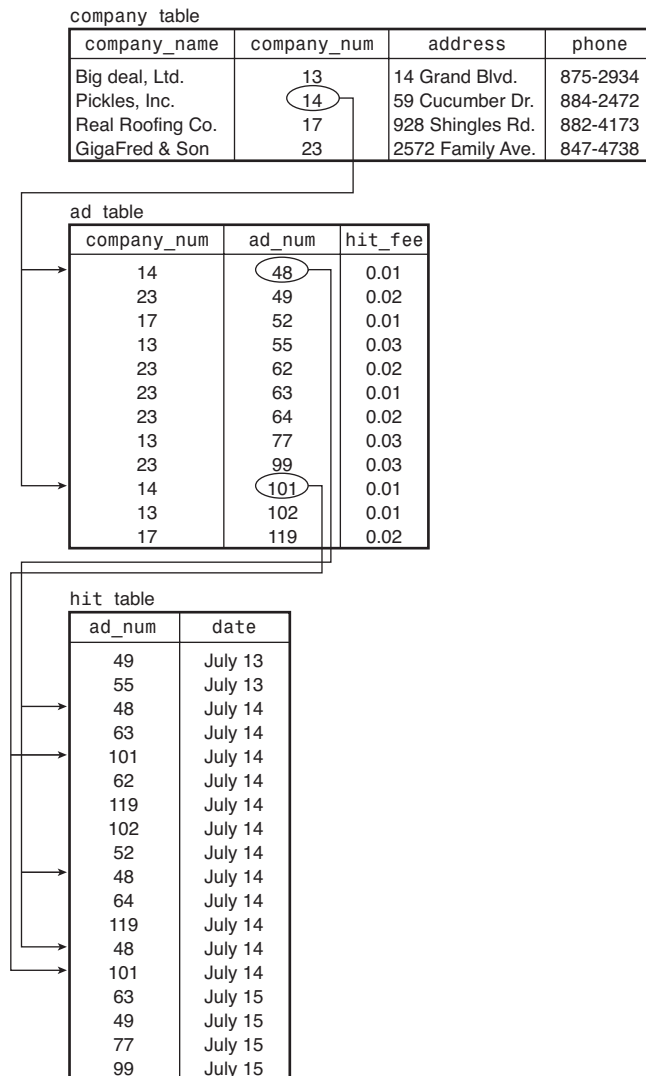 company table
company_name company_num address phone
Big deal, Ltd. 13 14 Grand Blvd. 875-2934
Pickles, Inc. 14 59 Cucumber Dr. 884-2472
Real Roofing Co. 17 928 Shingles Rd. 882-4173
GigaFred & Son 23 2572 Family Ave. 847-4738
ad table
company_num ad_num hit_fee
14 48 0.01
23 49 0.02
17 52 0.01
13 55 0.03
23 62 0.02
23 63 0.01
23 64 0.02
13 77 0.03
23 99 0.03
14 101 0.01
13 102 0.01
17 119 0.02
hit table
ad_num date
49 July 13
55 July 13
48 July 14
63 July 14
101 July 14
62 July 14
119 July 14
102 July 14
52 July 14
48 July 14
64 July 14
119 July 14
48 July 14
101 July 14
63 July 15
49 July 15
77 July 15
99 July 15